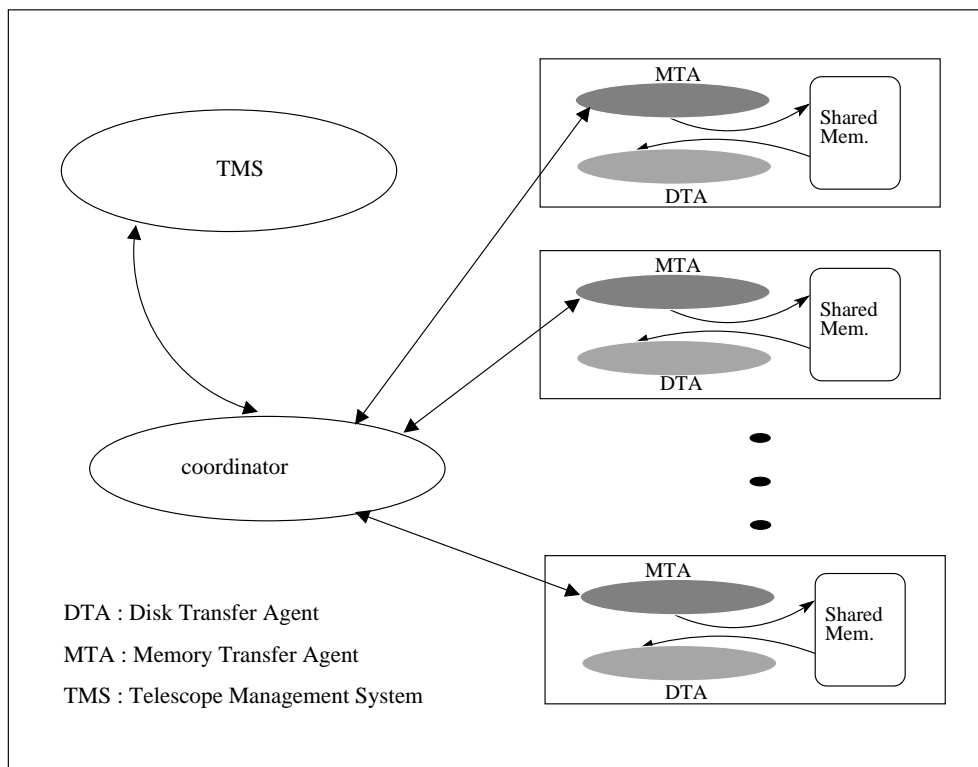 TMS
coordinator
MTA
Shared
Mem.
DTA
MTA
Shared
Mem.
DTA
MTA
Shared
Mem.
DTA
DTA : Disk Transfer Agent
MTA : Memory Transfer Agent
TMS : Telescope Management System